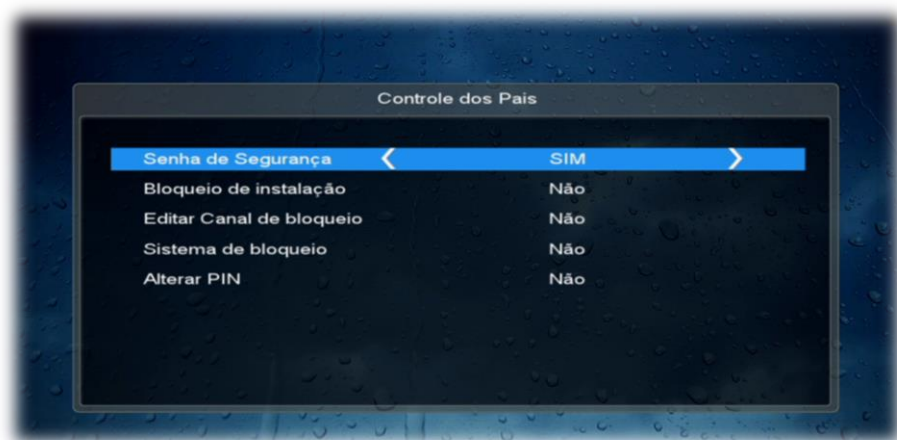 Controle dos Pais
Senha de Segurança SIM
Bloqueio de instalação Não
Editar Canal de bloqueio Não
Sistema de bloqueio Não
Alterar PIN Não